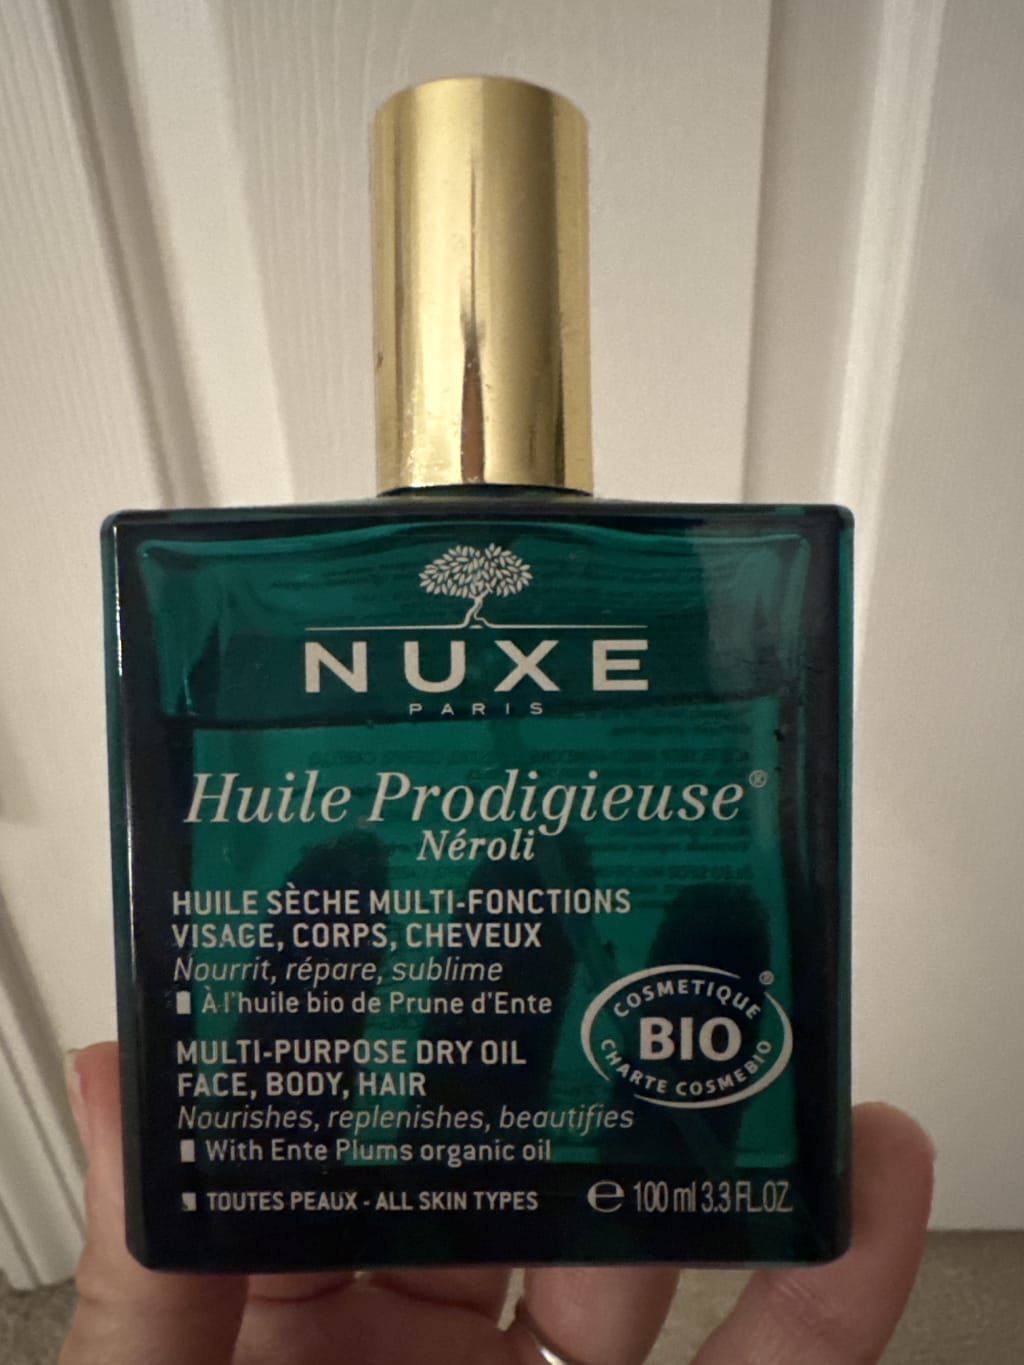 NUXE
PARIS
Huile Prodigieuse®
Néroli
HUILE SÈCHE MULTI-FONCTIONS
VISAGE, CORPS, CHEVEUX
Nourrit, répare, sublime
À l'huile bio de Prune d'Ente
MULTI-PURPOSE DRY OIL
FACE, BODY, HAIR
Nourishes, replenishes, beautifies
With Ente Plums organic oil
COSMETIQUE ®
BIO
CHARTE COSMEBIO
TOUTES PEAUX - ALL SKIN TYPES
℮ 100 ml 3.3 FL.OZ.